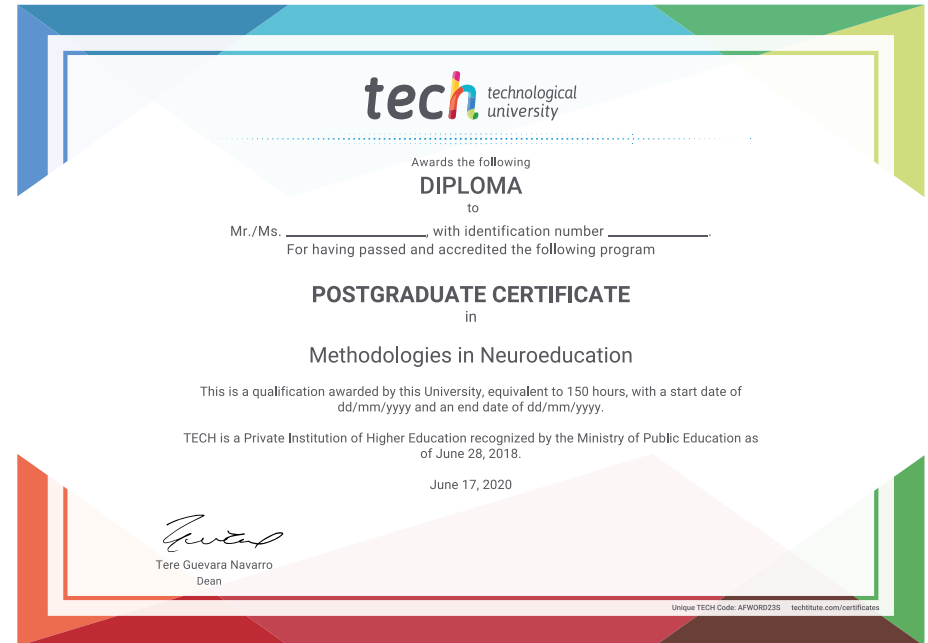 tech technological
university
Awards the following
DIPLOMA
to
Mr./Ms. ____________, with identification number ____________.
For having passed and accredited the following program
POSTGRADUATE CERTIFICATE
in
Methodologies in Neuroeducation
This is a qualification awarded by this University, equivalent to 150 hours, with a start date of
dd/mm/yyyy and an end date of dd/mm/yyyy.
TECH is a Private Institution of Higher Education recognized by the Ministry of Public Education as
of June 28, 2018.
June 17, 2020
Tere Guevara Navarro
Dean
Unique TECH Code: AFWORD23S techtitute.com/certificates